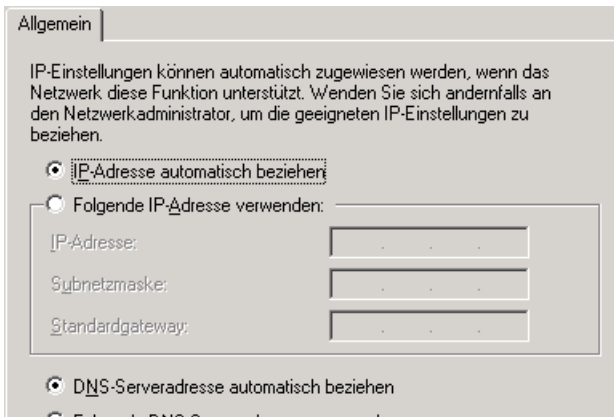 Allgemein
IP-Einstellungen können automatisch zugewiesen werden, wenn das
Netzwerk diese Funktion unterstützt. Wenden Sie sich andernfalls an
den Netzwerkadministrator, um die geeigneten IP-Einstellungen zu
beziehen.
IP-Adresse automatisch beziehen
Folgende IP-Adresse verwenden:
IP-Adresse:
Subnetzmaske:
Standardgateway:
DNS-Serveradresse automatisch beziehen